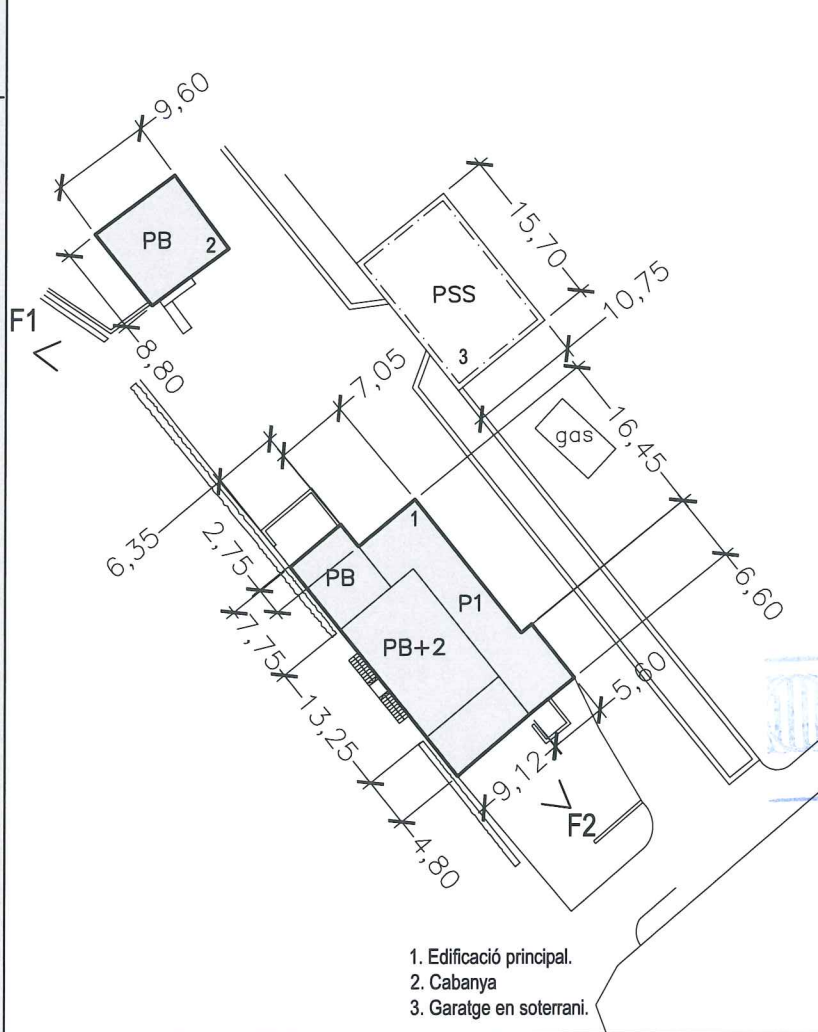 9,60
PB
2
F1
8,80
15,70
PSS
3
10,75
7,05
gas
16,45
6,35
2,75
1
PB
P1
6,60
7,75
PB+2
5,60
13,25
9,12
F2
4,80
1. Edificació principal.
2. Cabanya
3. Garatge en soterrani.